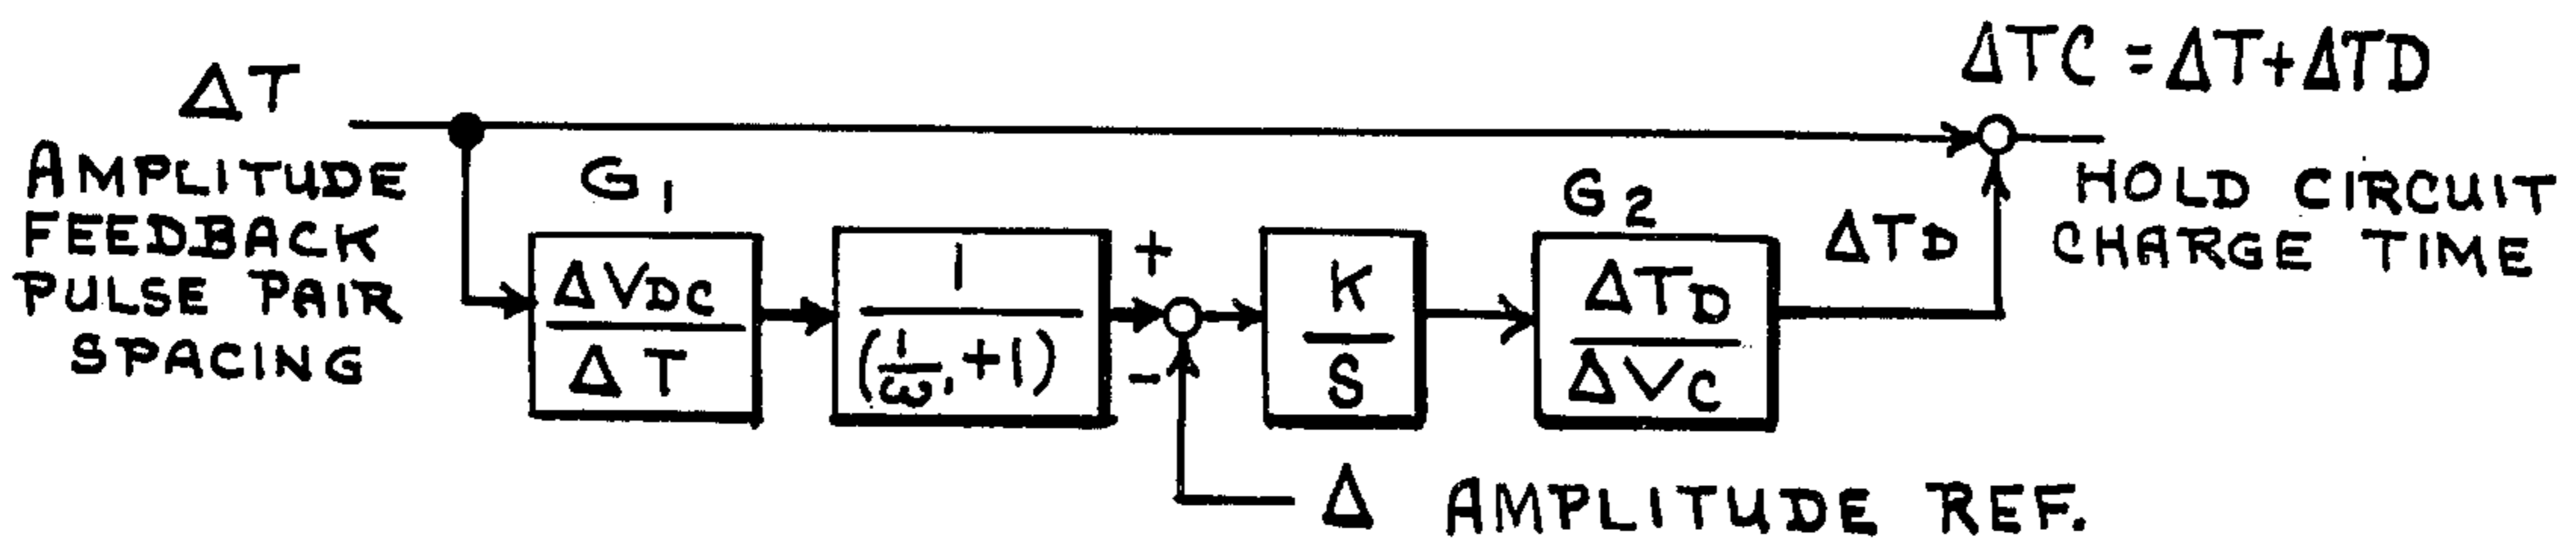 ΔT
AMPLITUDE
FEEDBACK
PULSE PAIR
SPACING
G1
ΔVDC
ΔT
1
(1/ω1+1)
+
-
K
S
G2
ΔTD
ΔVC
ΔTD
ΔTC = ΔT+ΔTD
HOLD CIRCUIT
CHARGE TIME
Δ AMPLITUDE REF.